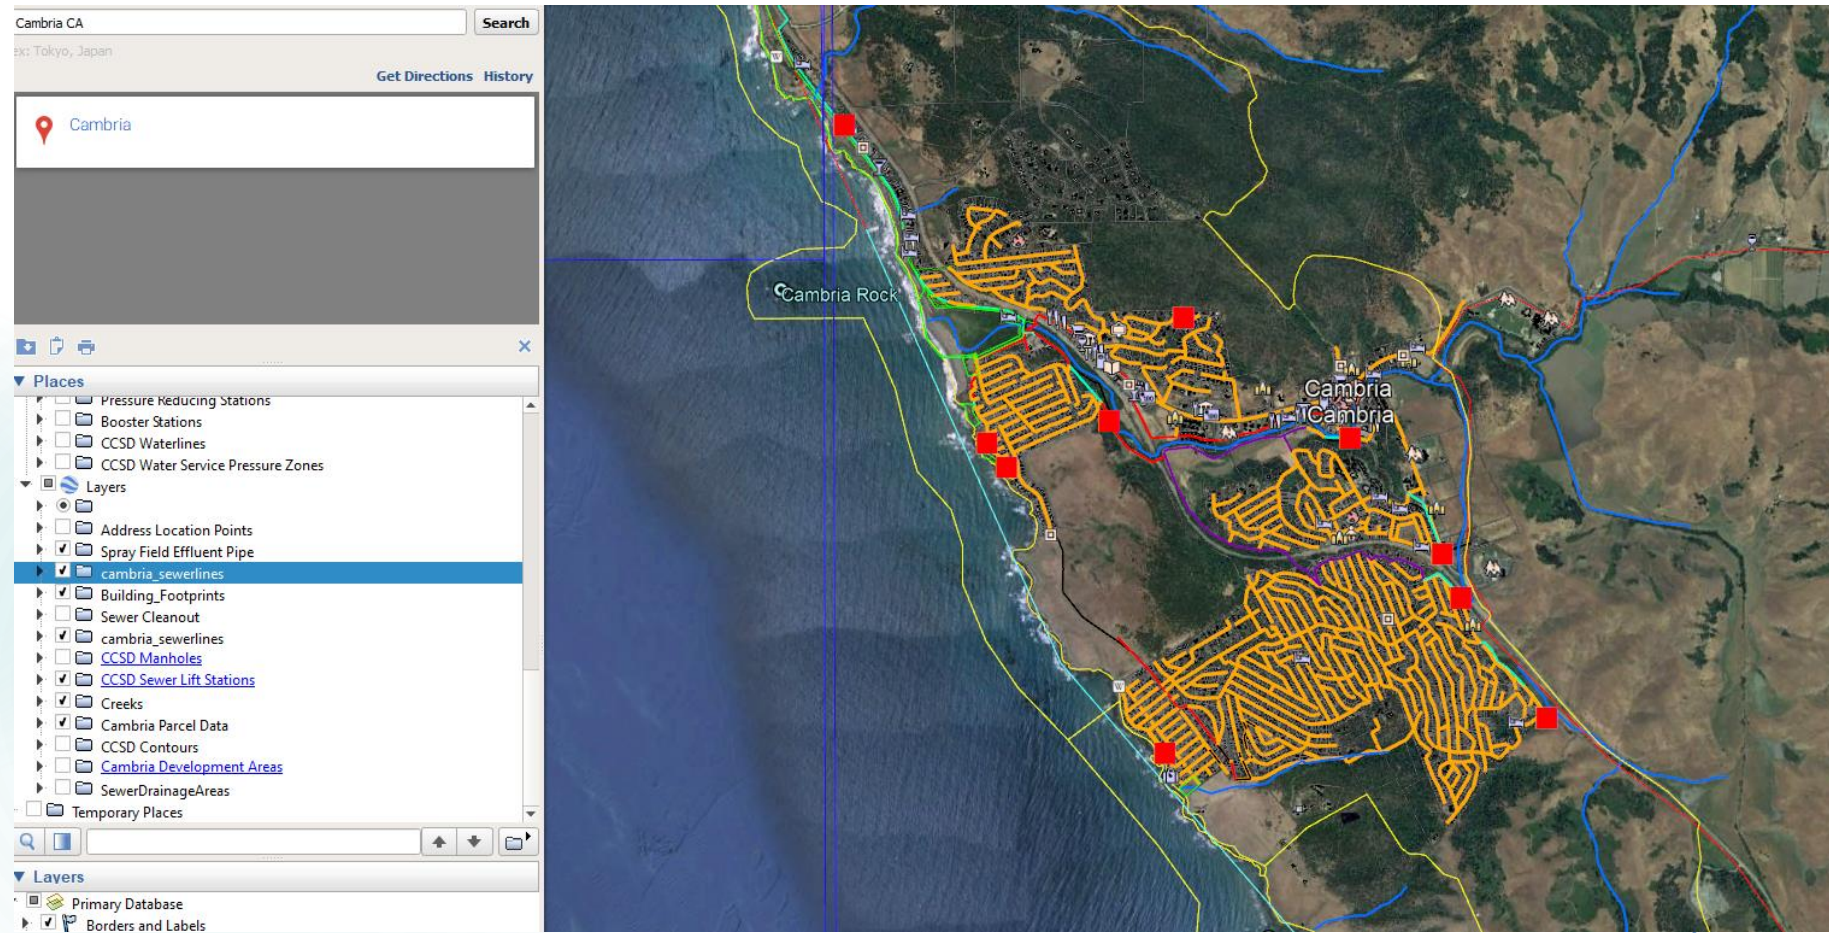 Cambria CA
Search
ex: Tokyo, Japan
Get Directions History
Cambria
Places
Pressure Reducing Stations
Booster Stations
CCSD Waterlines
CCSD Water Service Pressure Zones
Layers
Address Location Points
Spray Field Effluent Pipe
cambria_sewerlines
Building_Footprints
Sewer Cleanout
cambria_sewerlines
CCSD Manholes
CCSD Sewer Lift Stations
Creeks
Cambria Parcel Data
CCSD Contours
Cambria Development Areas
SewerDrainageAreas
Temporary Places
Layers
Primary Database
Borders and Labels
Cambria Rock
Cambria
Cambria
W
W